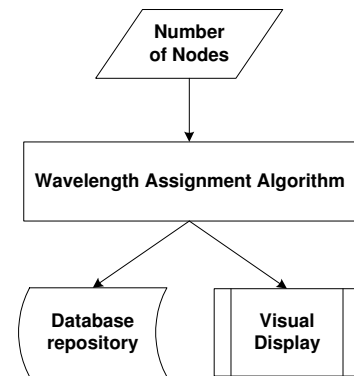 Number
of Nodes
Wavelength Assignment Algorithm
Database
repository
Visual
Display